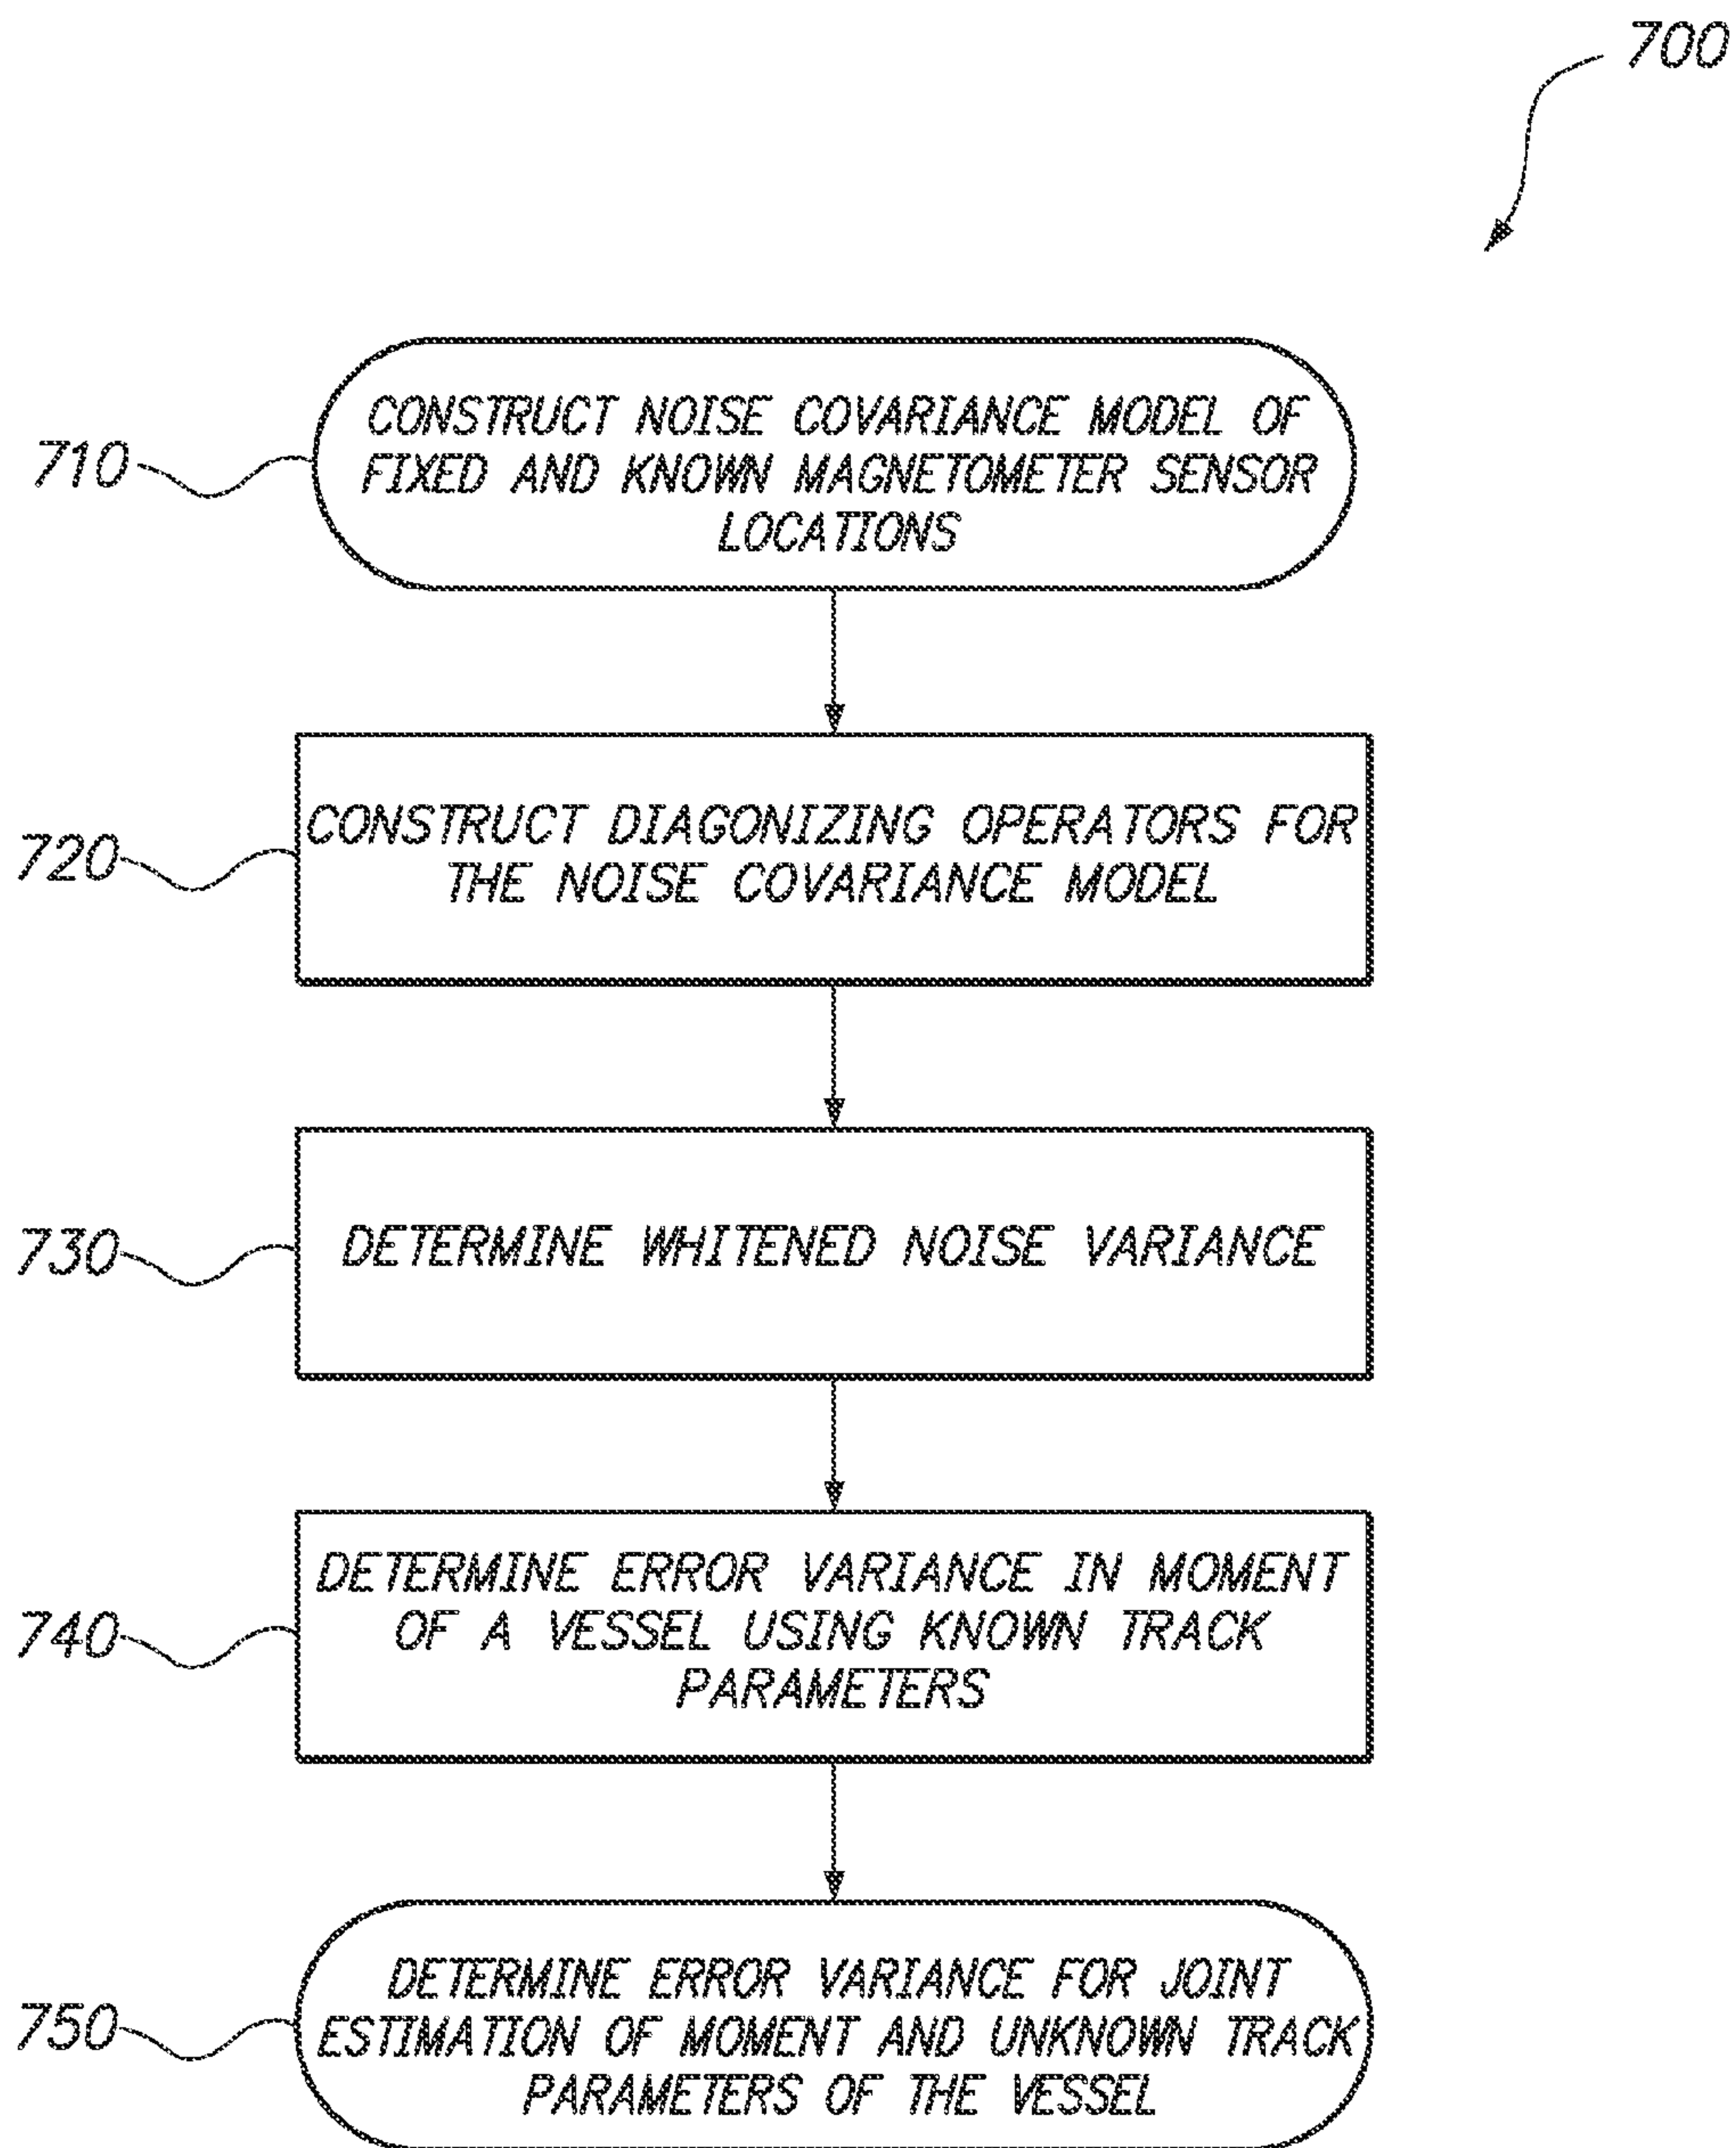 700
710
CONSTRUCT NOISE COVARIANCE MODEL OF
FIXED AND KNOWN MAGNETOMETER SENSOR
LOCATIONS
720
CONSTRUCT DIAGONIZING OPERATORS FOR
THE NOISE COVARIANCE MODEL
730
DETERMINE WHITENED NOISE VARIANCE
740
DETERMINE ERROR VARIANCE IN MOMENT
OF A VESSEL USING KNOWN TRACK
PARAMETERS
750
DETERMINE ERROR VARIANCE FOR JOINT
ESTIMATION OF MOMENT AND UNKNOWN TRACK
PARAMETERS OF THE VESSEL